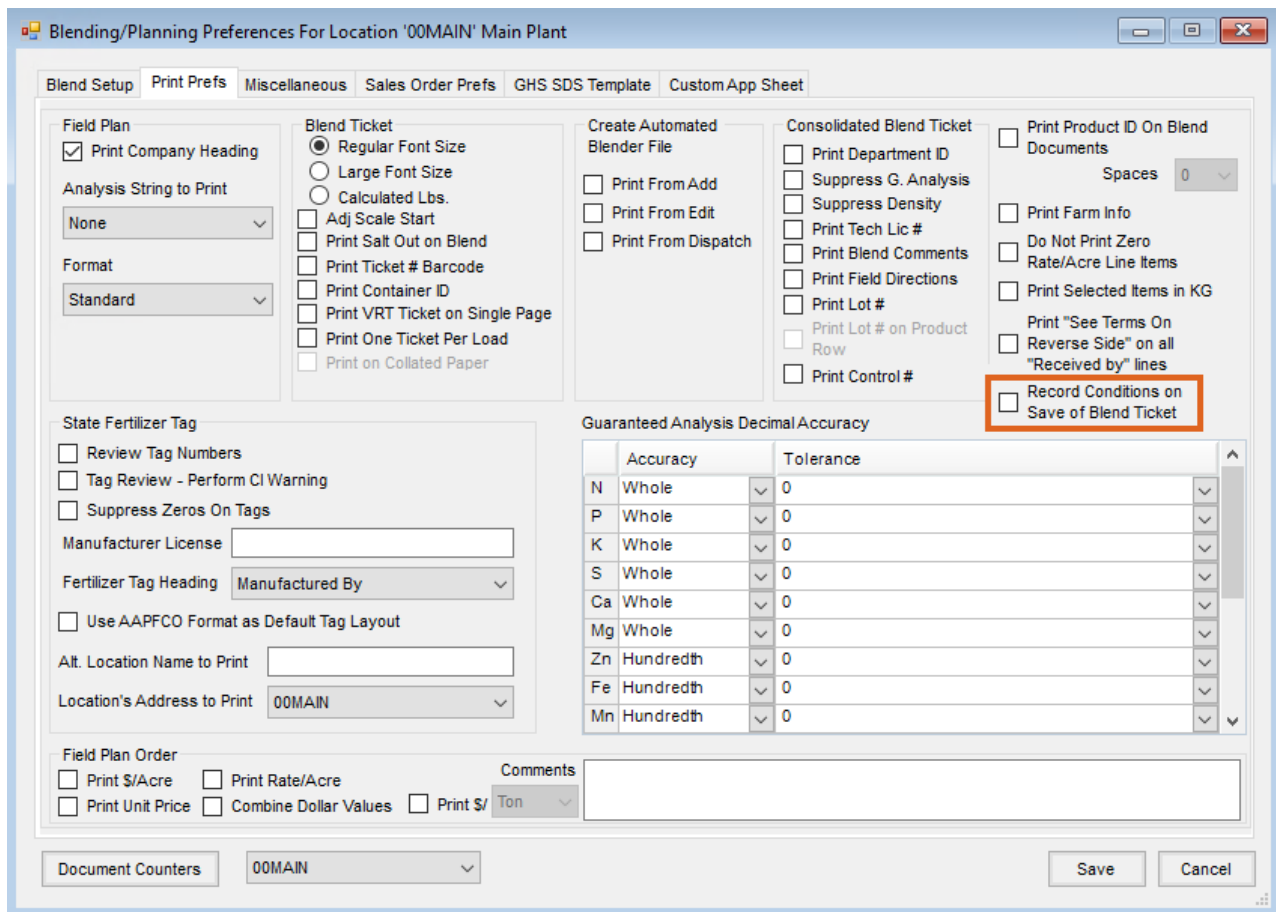 Blending/Planning Preferences For Location '00MAIN' Main Plant
Blend Setup Print Prefs Miscellaneous Sales Order Prefs GHS SDS Template Custom App Sheet
Field Plan
Print Company Heading
Analysis String to Print
None
Format
Standard
Blend Ticket
Regular Font Size
Large Font Size
Calculated Lbs.
Adj Scale Start
Print Salt Out on Blend
Print Ticket # Barcode
Print Container ID
Print VRT Ticket on Single Page
Print One Ticket Per Load
Print on Collated Paper
Create Automated
Blender File
Print From Add
Print From Edit
Print From Dispatch
Consolidated Blend Ticket
Print Department ID
Suppress G. Analysis
Suppress Density
Print Tech Lic #
Print Blend Comments
Print Field Directions
Print Lot #
Print Lot # on Product
Row
Print Control #
Print Product ID On Blend
Documents
Spaces 0
Print Farm Info
Do Not Print Zero
Rate/Acre Line Items
Print Selected Items in KG
Print "See Terms On
Reverse Side" on all
"Received by" lines
Record Conditions on
Save of Blend Ticket
State Fertilizer Tag
Review Tag Numbers
Tag Review - Perform CI Warning
Suppress Zeros On Tags
Manufacturer License
Fertilizer Tag Heading Manufactured By
Use AAPFCO Format as Default Tag Layout
Alt. Location Name to Print
Location's Address to Print 00MAIN
Guaranteed Analysis Decimal Accuracy
Accuracy Tolerance
N Whole 0
P Whole 0
K Whole 0
S Whole 0
Ca Whole 0
Mg Whole 0
Zn Hundredth 0
Fe Hundredth 0
Mn Hundredth 0
Field Plan Order
Print $/Acre Print Rate/Acre
Print Unit Price Combine Dollar Values Print $/ Ton
Comments
Document Counters 00MAIN Save Cancel